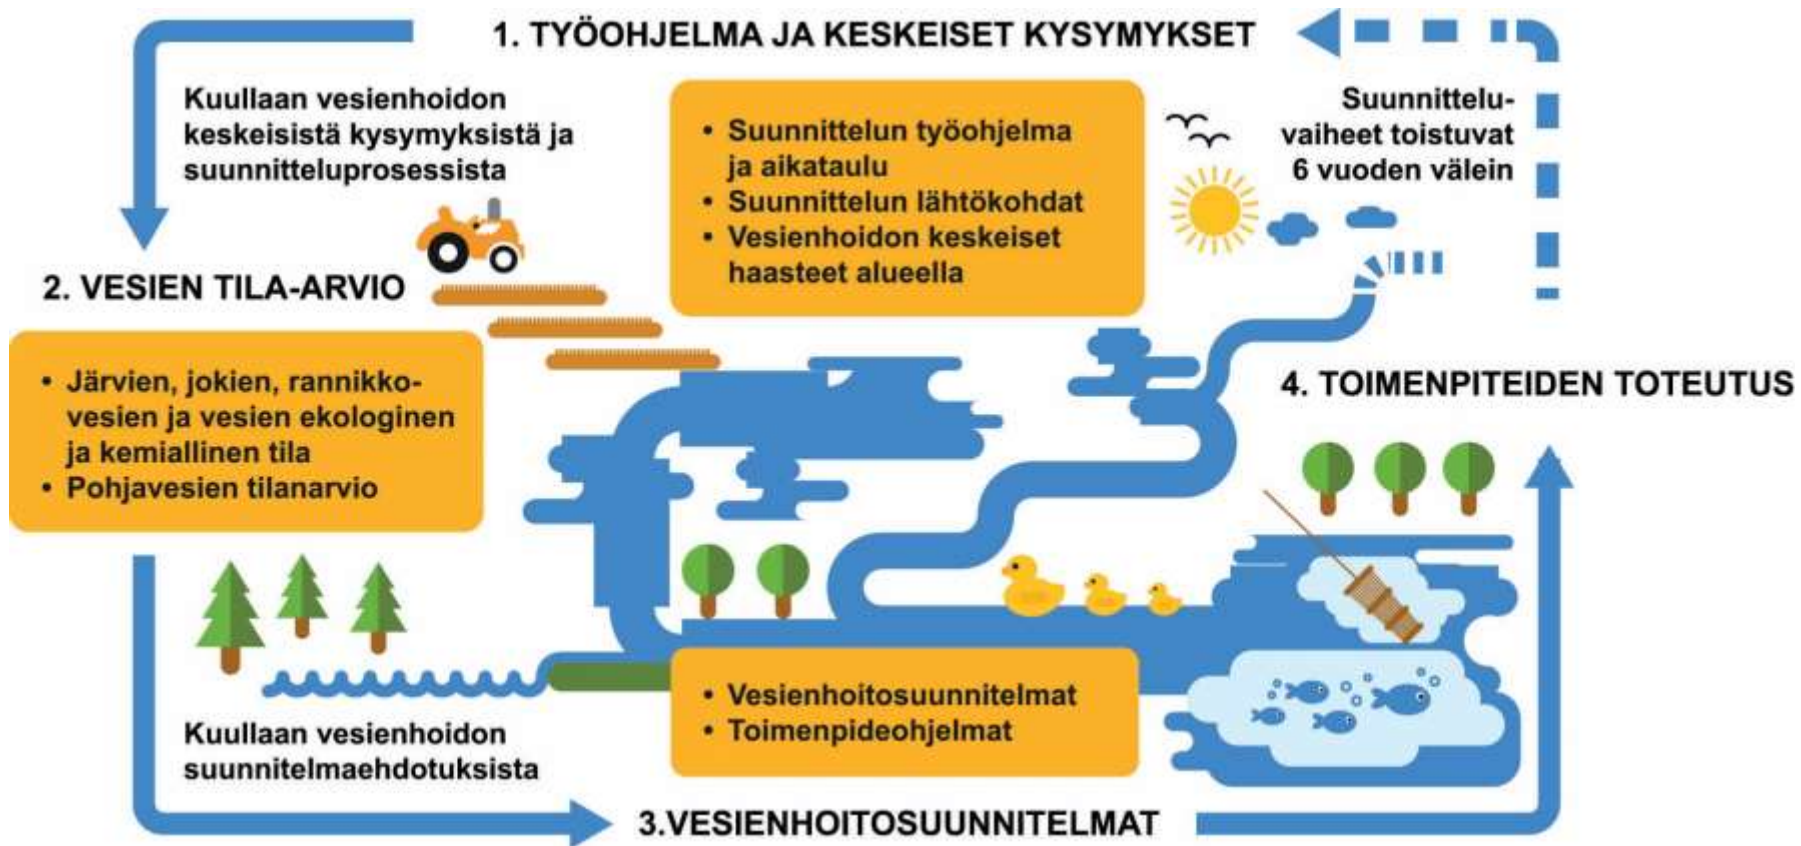 1. TYÖOHJELMA JA KESKEISET KYSYMYKSET
Kuullaan vesienhoidon
keskeisistä kysymyksistä ja
suunnitteluprosessista
• Suunnittelun työohjelma
ja aikataulu
• Suunnittelun lähtökohdat
• Vesienhoidon keskeiset
haasteet alueella
Suunnittelu-
vaiheet toistuvat
6 vuoden välein
2. VESIEN TILA-ARVIO
• Järvien, jokien, rannikko-
vesien ja vesien ekologinen
ja kemiallinen tila
• Pohjavesien tilanarvio
4. TOIMENPITEIDEN TOTEUTUS
Kuullaan vesienhoidon
suunnitelmaehdotuksista
• Vesienhoitosuunnitelmat
• Toimenpideohjelmat
3.VESIENHOITOSUUNNITELMAT